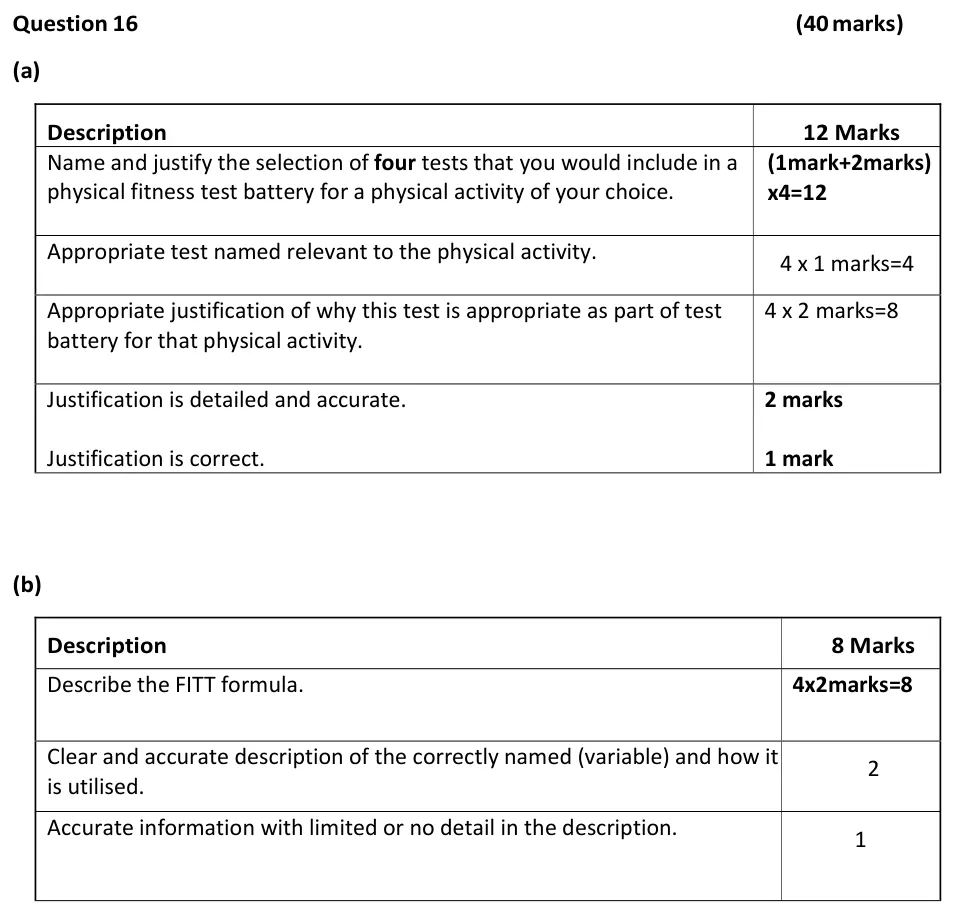 Question 16 (40 marks)
(a)
Description 12 Marks
Name and justify the selection of four tests that you would include in a (1mark+2marks)
physical fitness test battery for a physical activity of your choice. x4=12
Appropriate test named relevant to the physical activity.
4 x 1 marks=4
Appropriate justification of why this test is appropriate as part of test 4 x 2 marks=8
battery for that physical activity.
Justification is detailed and accurate. 2 marks
Justification is correct. 1 mark
(b)
Description 8 Marks
Describe the FITT formula. 4x2marks=8
Clear and accurate description of the correctly named (variable) and how it
is utilised. 2
Accurate information with limited or no detail in the description.
1